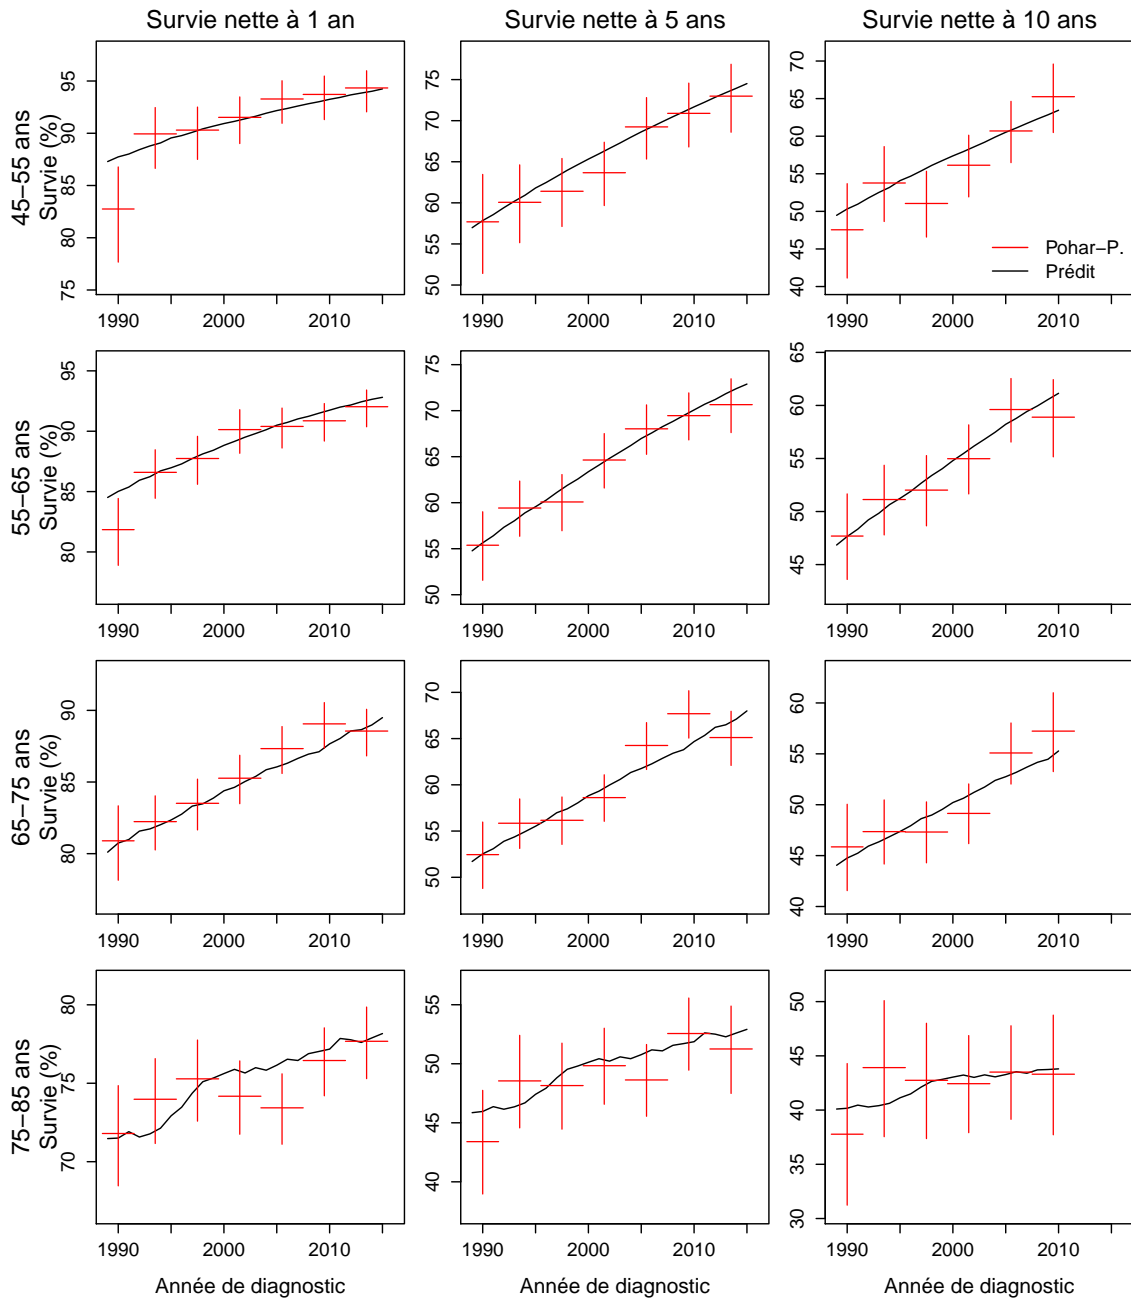 Survie nette à 1 an
Survie nette à 5 ans
Survie nette à 10 ans
45−55 ans
Survie (%)
75 80 85 90 95
1990 2000 2010
50 55 60 65 70 75
1990 2000 2010
40 45 50 55 60 65 70
1990 2000 2010
Pohar−P.
Prédit
55−65 ans
Survie (%)
80 85 90 95
1990 2000 2010
50 55 60 65 70 75
1990 2000 2010
45 50 55 60 65
1990 2000 2010
65−75 ans
Survie (%)
80 85 90
1990 2000 2010
50 55 60 65 70
1990 2000 2010
40 45 50 55 60
1990 2000 2010
75−85 ans
Survie (%)
70 75 80
1990 2000 2010
40 45 50 55
1990 2000 2010
30 35 40 45 50
1990 2000 2010
Année de diagnostic
Année de diagnostic
Année de diagnostic